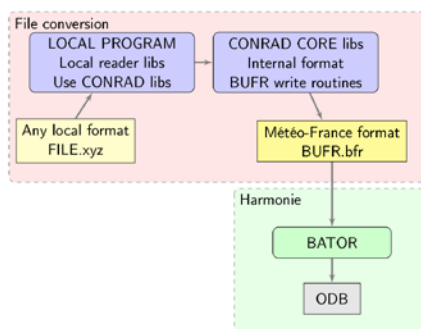 File conversion
LOCAL PROGRAM
Local reader libs
Use CONRAD libs
CONRAD CORE libs
Internal format
BUFR write routines
Any local format
FILE.xyz
Météo-France format
BUFR.bfr
Harmonie
BATOR
ODB